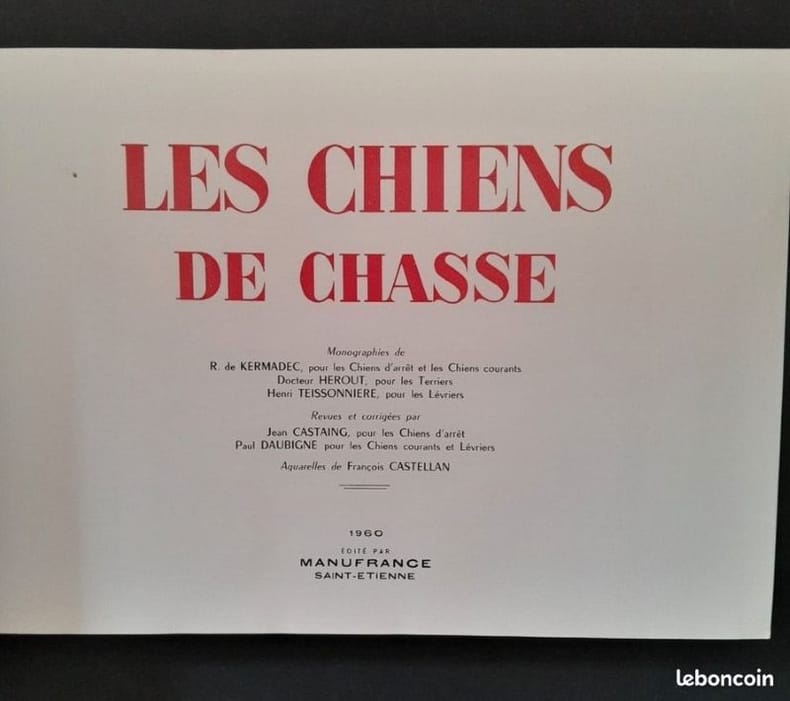 LES CHIENS
DE CHASSE
Monographies de
R. de KERMADEC, pour les Chiens d'arrêt et les Chiens courants
Docteur HEROUT, pour les Terriers
Henri TEISSONNIERE, pour les Lévriers
Revues et corrigées par
Jean CASTAING, pour les Chiens d'arrêt
Paul DAUBIGNE pour les Chiens courants et Lévriers
Aquarelles de François CASTELLAN
1960
ÉDITÉ PAR
MANUFRANCE
SAINT-ETIENNE
leboncoin